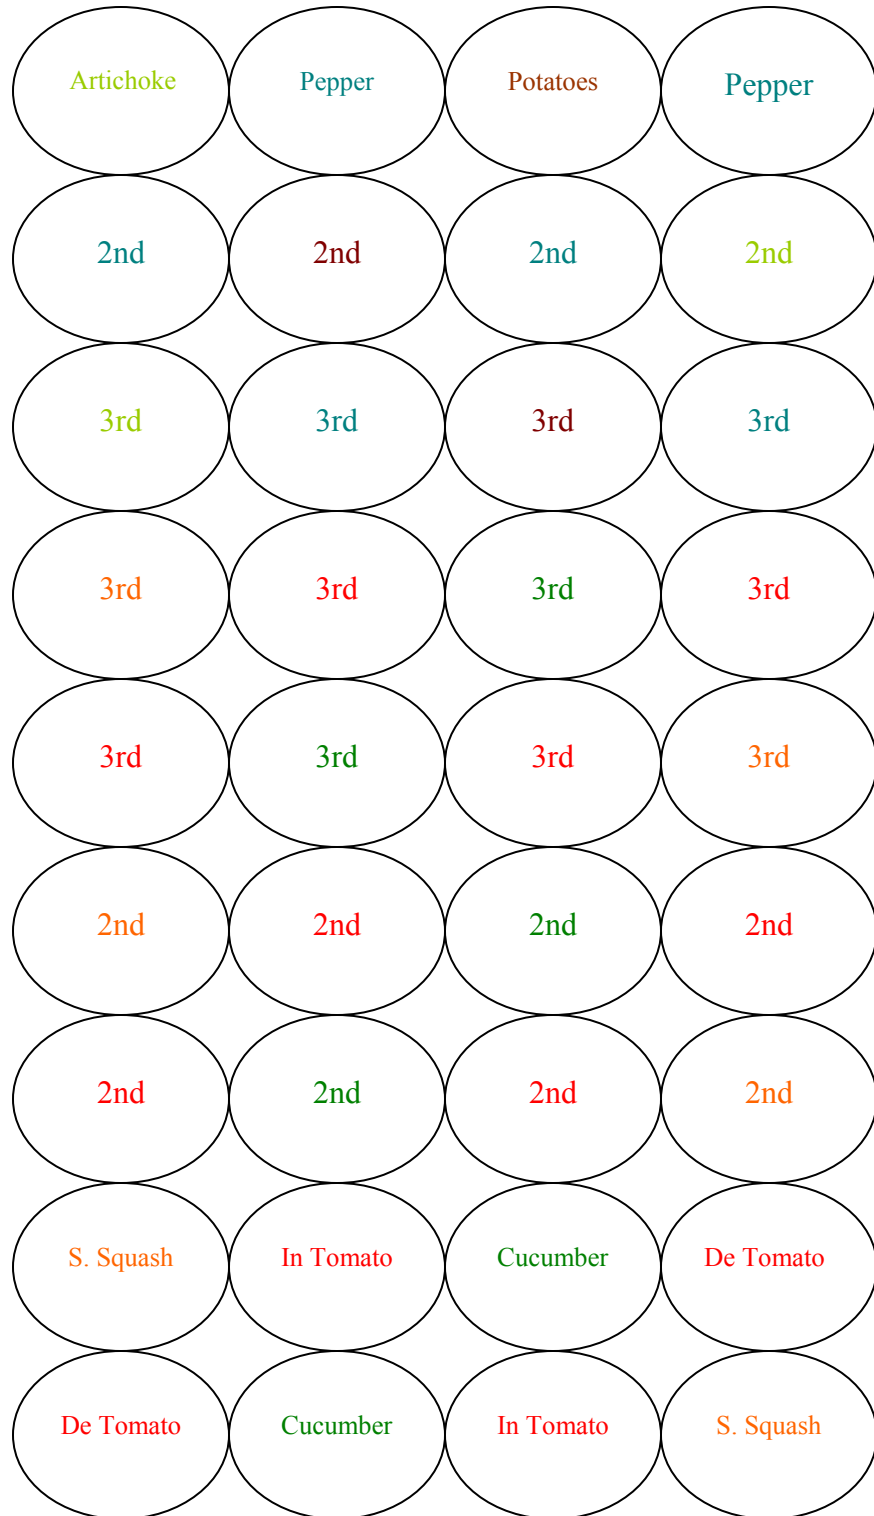 Artichoke Pepper Potatoes Pepper
2nd 2nd 2nd 2nd
3rd 3rd 3rd 3rd
3rd 3rd 3rd 3rd
3rd 3rd 3rd 3rd
2nd 2nd 2nd 2nd
2nd 2nd 2nd 2nd
S. Squash In Tomato Cucumber De Tomato
De Tomato Cucumber In Tomato S. Squash